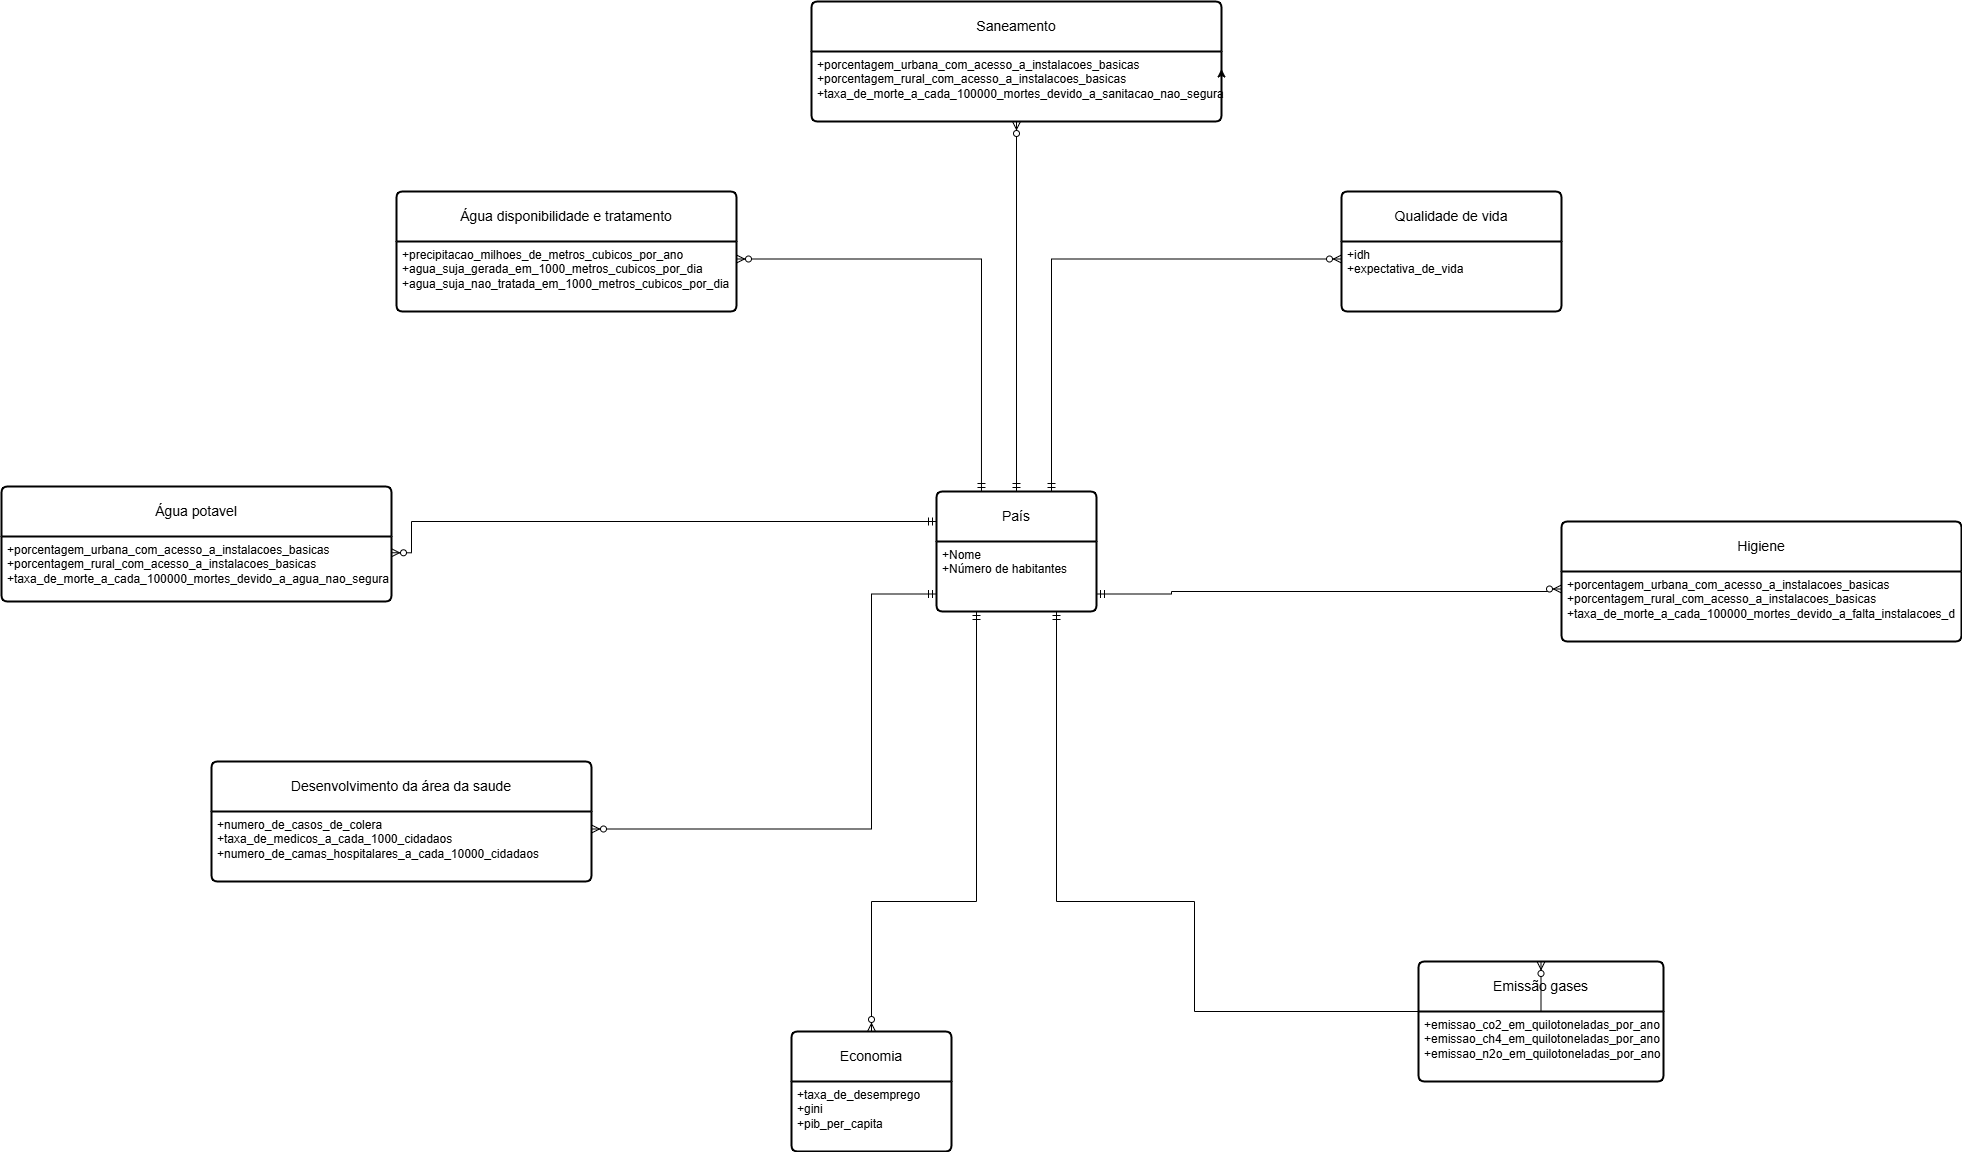 Saneamento
+porcentagem_urbana_com_acesso_a_instalacoes_basicas
+porcentagem_rural_com_acesso_a_instalacoes_basicas
+taxa_de_morte_a_cada_100000_mortes_devido_a_sanitacao_nao_segura
Água disponibilidade e tratamento
+precipitacao_milhoes_de_metros_cubicos_por_ano
+agua_suja_gerada_em_1000_metros_cubicos_por_dia
+agua_suja_nao_tratada_em_1000_metros_cubicos_por_dia
Qualidade de vida
+idh
+expectativa_de_vida
Água potavel
+porcentagem_urbana_com_acesso_a_instalacoes_basicas
+porcentagem_rural_com_acesso_a_instalacoes_basicas
+taxa_de_morte_a_cada_100000_mortes_devido_a_agua_nao_segura
País
+Nome
+Número de habitantes
Higiene
+porcentagem_urbana_com_acesso_a_instalacoes_basicas
+porcentagem_rural_com_acesso_a_instalacoes_basicas
+taxa_de_morte_a_cada_100000_mortes_devido_a_falta_instalacoes_d
Desenvolvimento da área da saude
+numero_de_casos_de_colera
+taxa_de_medicos_a_cada_1000_cidadaos
+numero_de_camas_hospitalares_a_cada_10000_cidadaos
Economia
+taxa_de_desemprego
+gini
+pib_per_capita
Emissão gases
+emissao_co2_em_quilotoneladas_por_ano
+emissao_ch4_em_quilotoneladas_por_ano
+emissao_n2o_em_quilotoneladas_por_ano